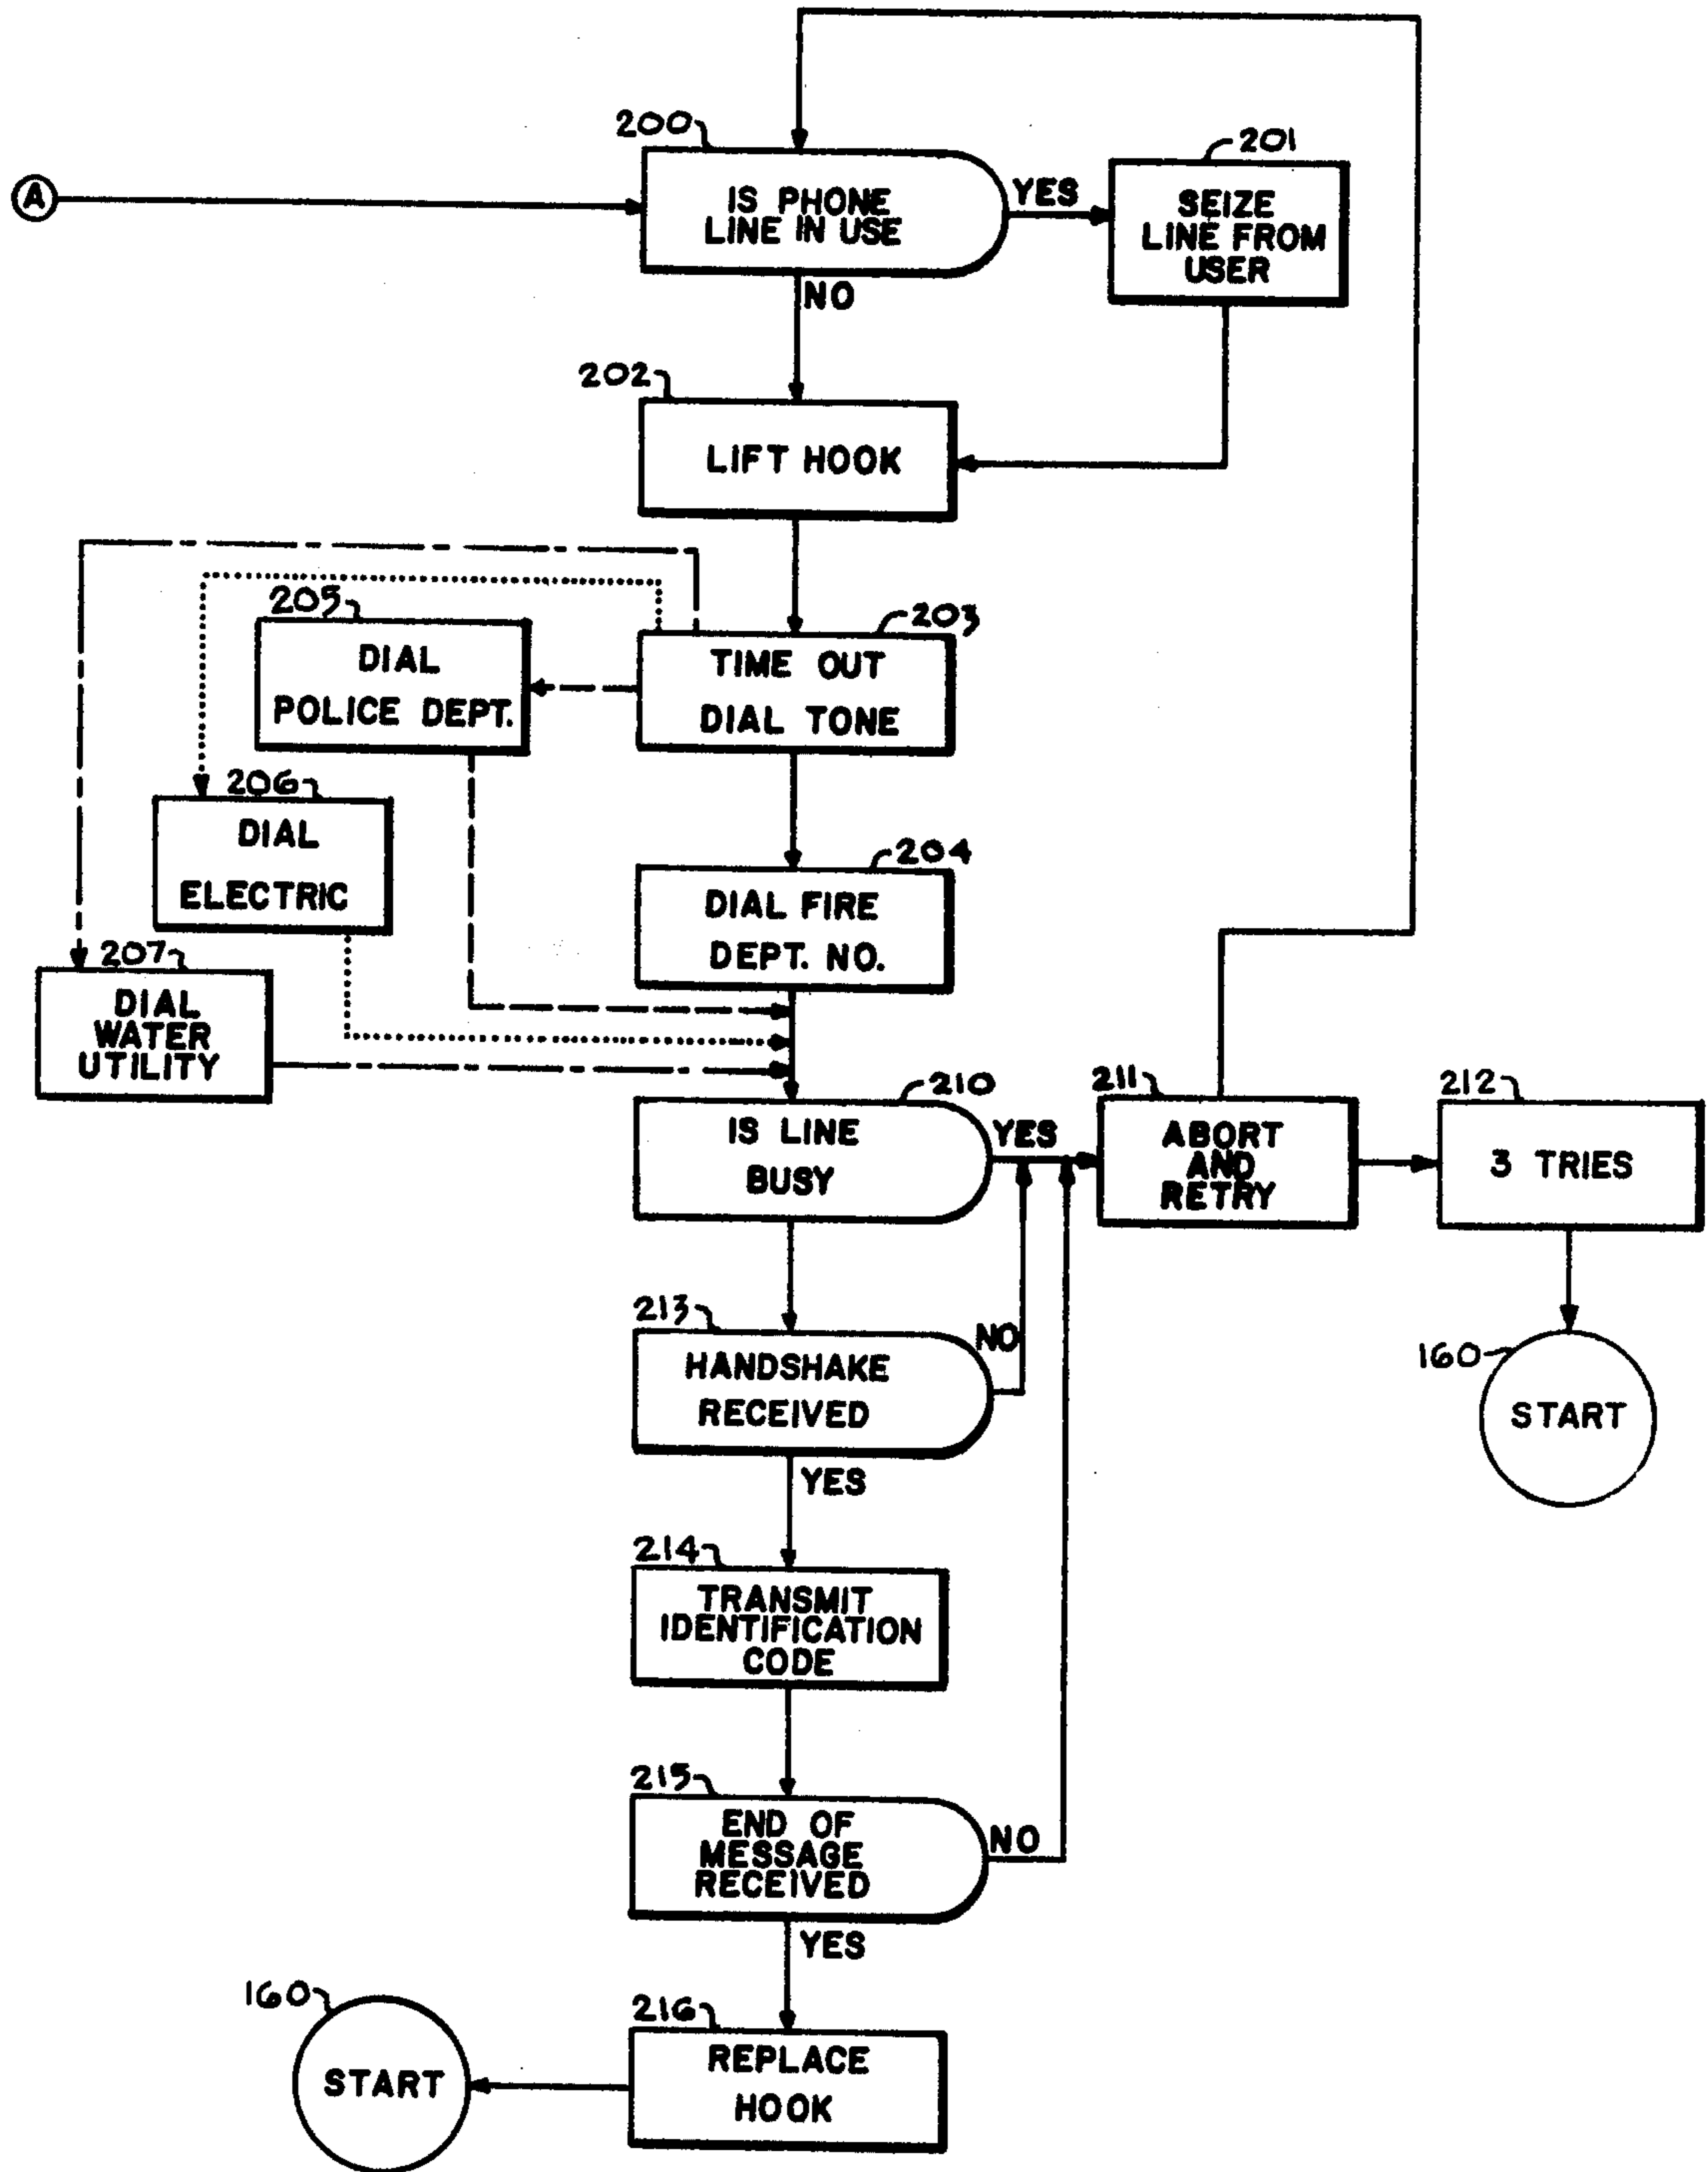 200
201
A
IS PHONE
LINE IN USE
YES
SEIZE
LINE FROM
USER
NO
202
LIFT HOOK
205
203
DIAL
POLICE DEPT.
TIME OUT
DIAL TONE
206
DIAL
ELECTRIC
204
DIAL FIRE
DEPT. NO.
207
DIAL
WATER
UTILITY
210
IS LINE
BUSY
YES
211
ABORT
AND
RETRY
212
3 TRIES
213
HANDSHAKE
RECEIVED
NO
160
START
YES
214
TRANSMIT
IDENTIFICATION
CODE
215
END OF
MESSAGE
RECEIVED
NO
YES
160
START
216
REPLACE
HOOK